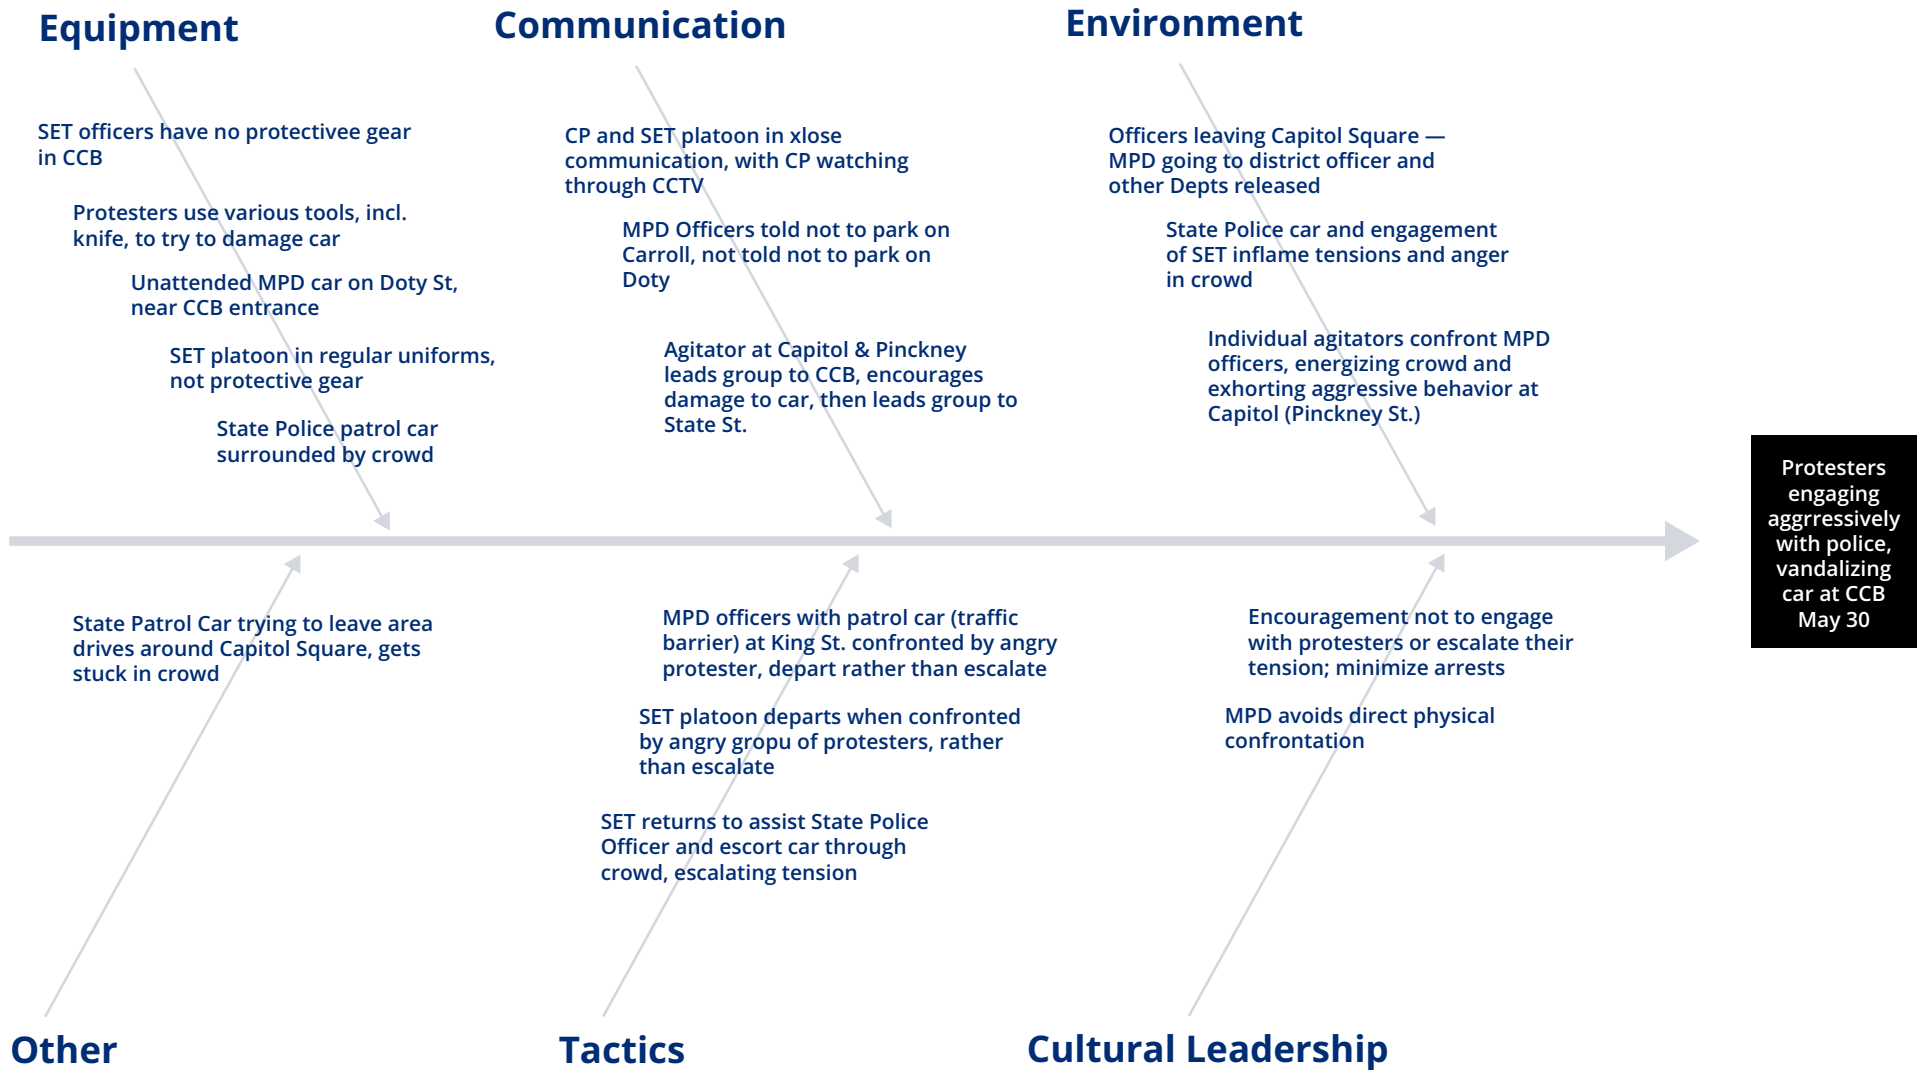 Equipment
SET officers have no protectivee gear
in CCB
Protesters use various tools, incl.
knife, to try to damage car
Unattended MPD car on Doty St,
near CCB entrance
SET platoon in regular uniforms,
not protective gear
State Police patrol car
surrounded by crowd
Communication
CP and SET platoon in xlose
communication, with CP watching
through CCTV
MPD Officers told not to park on
Carroll, not told not to park on
Doty
Agitator at Capitol & Pinckney
leads group to CCB, encourages
damage to car, then leads group to
State St.
Environment
Officers leaving Capitol Square —
MPD going to district officer and
other Depts released
State Police car and engagement
of SET inflame tensions and anger
in crowd
Individual agitators confront MPD
officers, energizing crowd and
exhorting aggressive behavior at
Capitol (Pinckney St.)
Protesters
engaging
aggrressively
with police,
vandalizing
car at CCB
May 30
State Patrol Car trying to leave area
drives around Capitol Square, gets
stuck in crowd
Other
MPD officers with patrol car (traffic
barrier) at King St. confronted by angry
protester, depart rather than escalate
SET platoon departs when confronted
by angry gropu of protesters, rather
than escalate
SET returns to assist State Police
Officer and escort car through
crowd, escalating tension
Tactics
Encouragement not to engage
with protesters or escalate their
tension; minimize arrests
MPD avoids direct physical
confrontation
Cultural Leadership